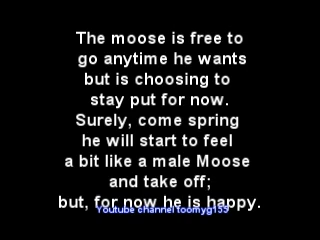 The moose is free to
go anytime he wants
but is choosing to
stay put for now.
Surely, come spring
he will start to feel
a bit like a male Moose
and take off;
but, for now he is happy.
Youtube channel toomyg155